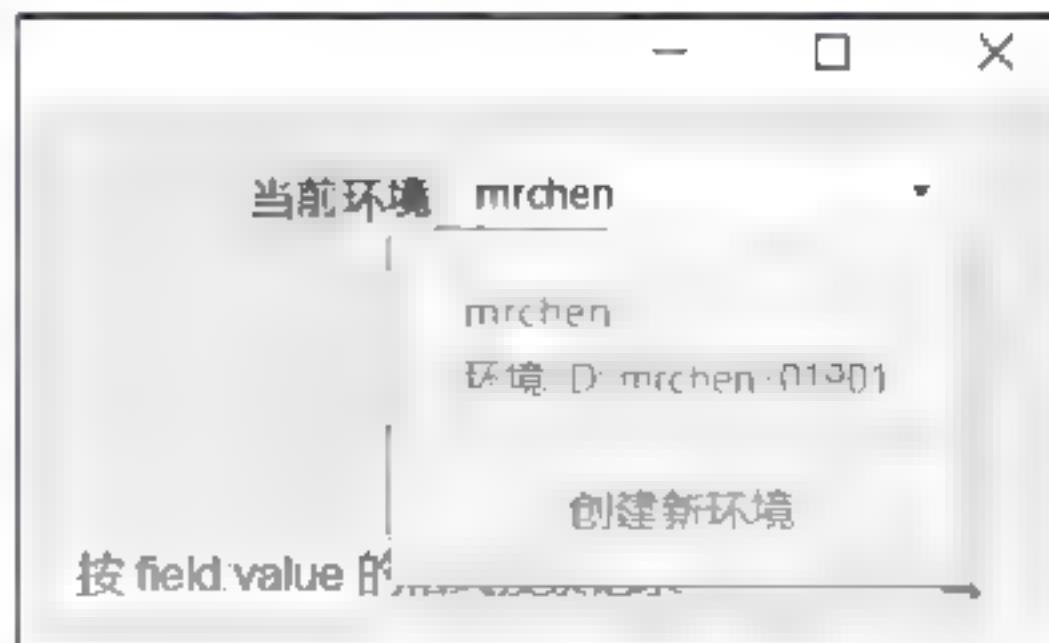 当前环境 mrchen
mrchen
环境 ID: mrchen-01301
创建新环境
按 field:value 的